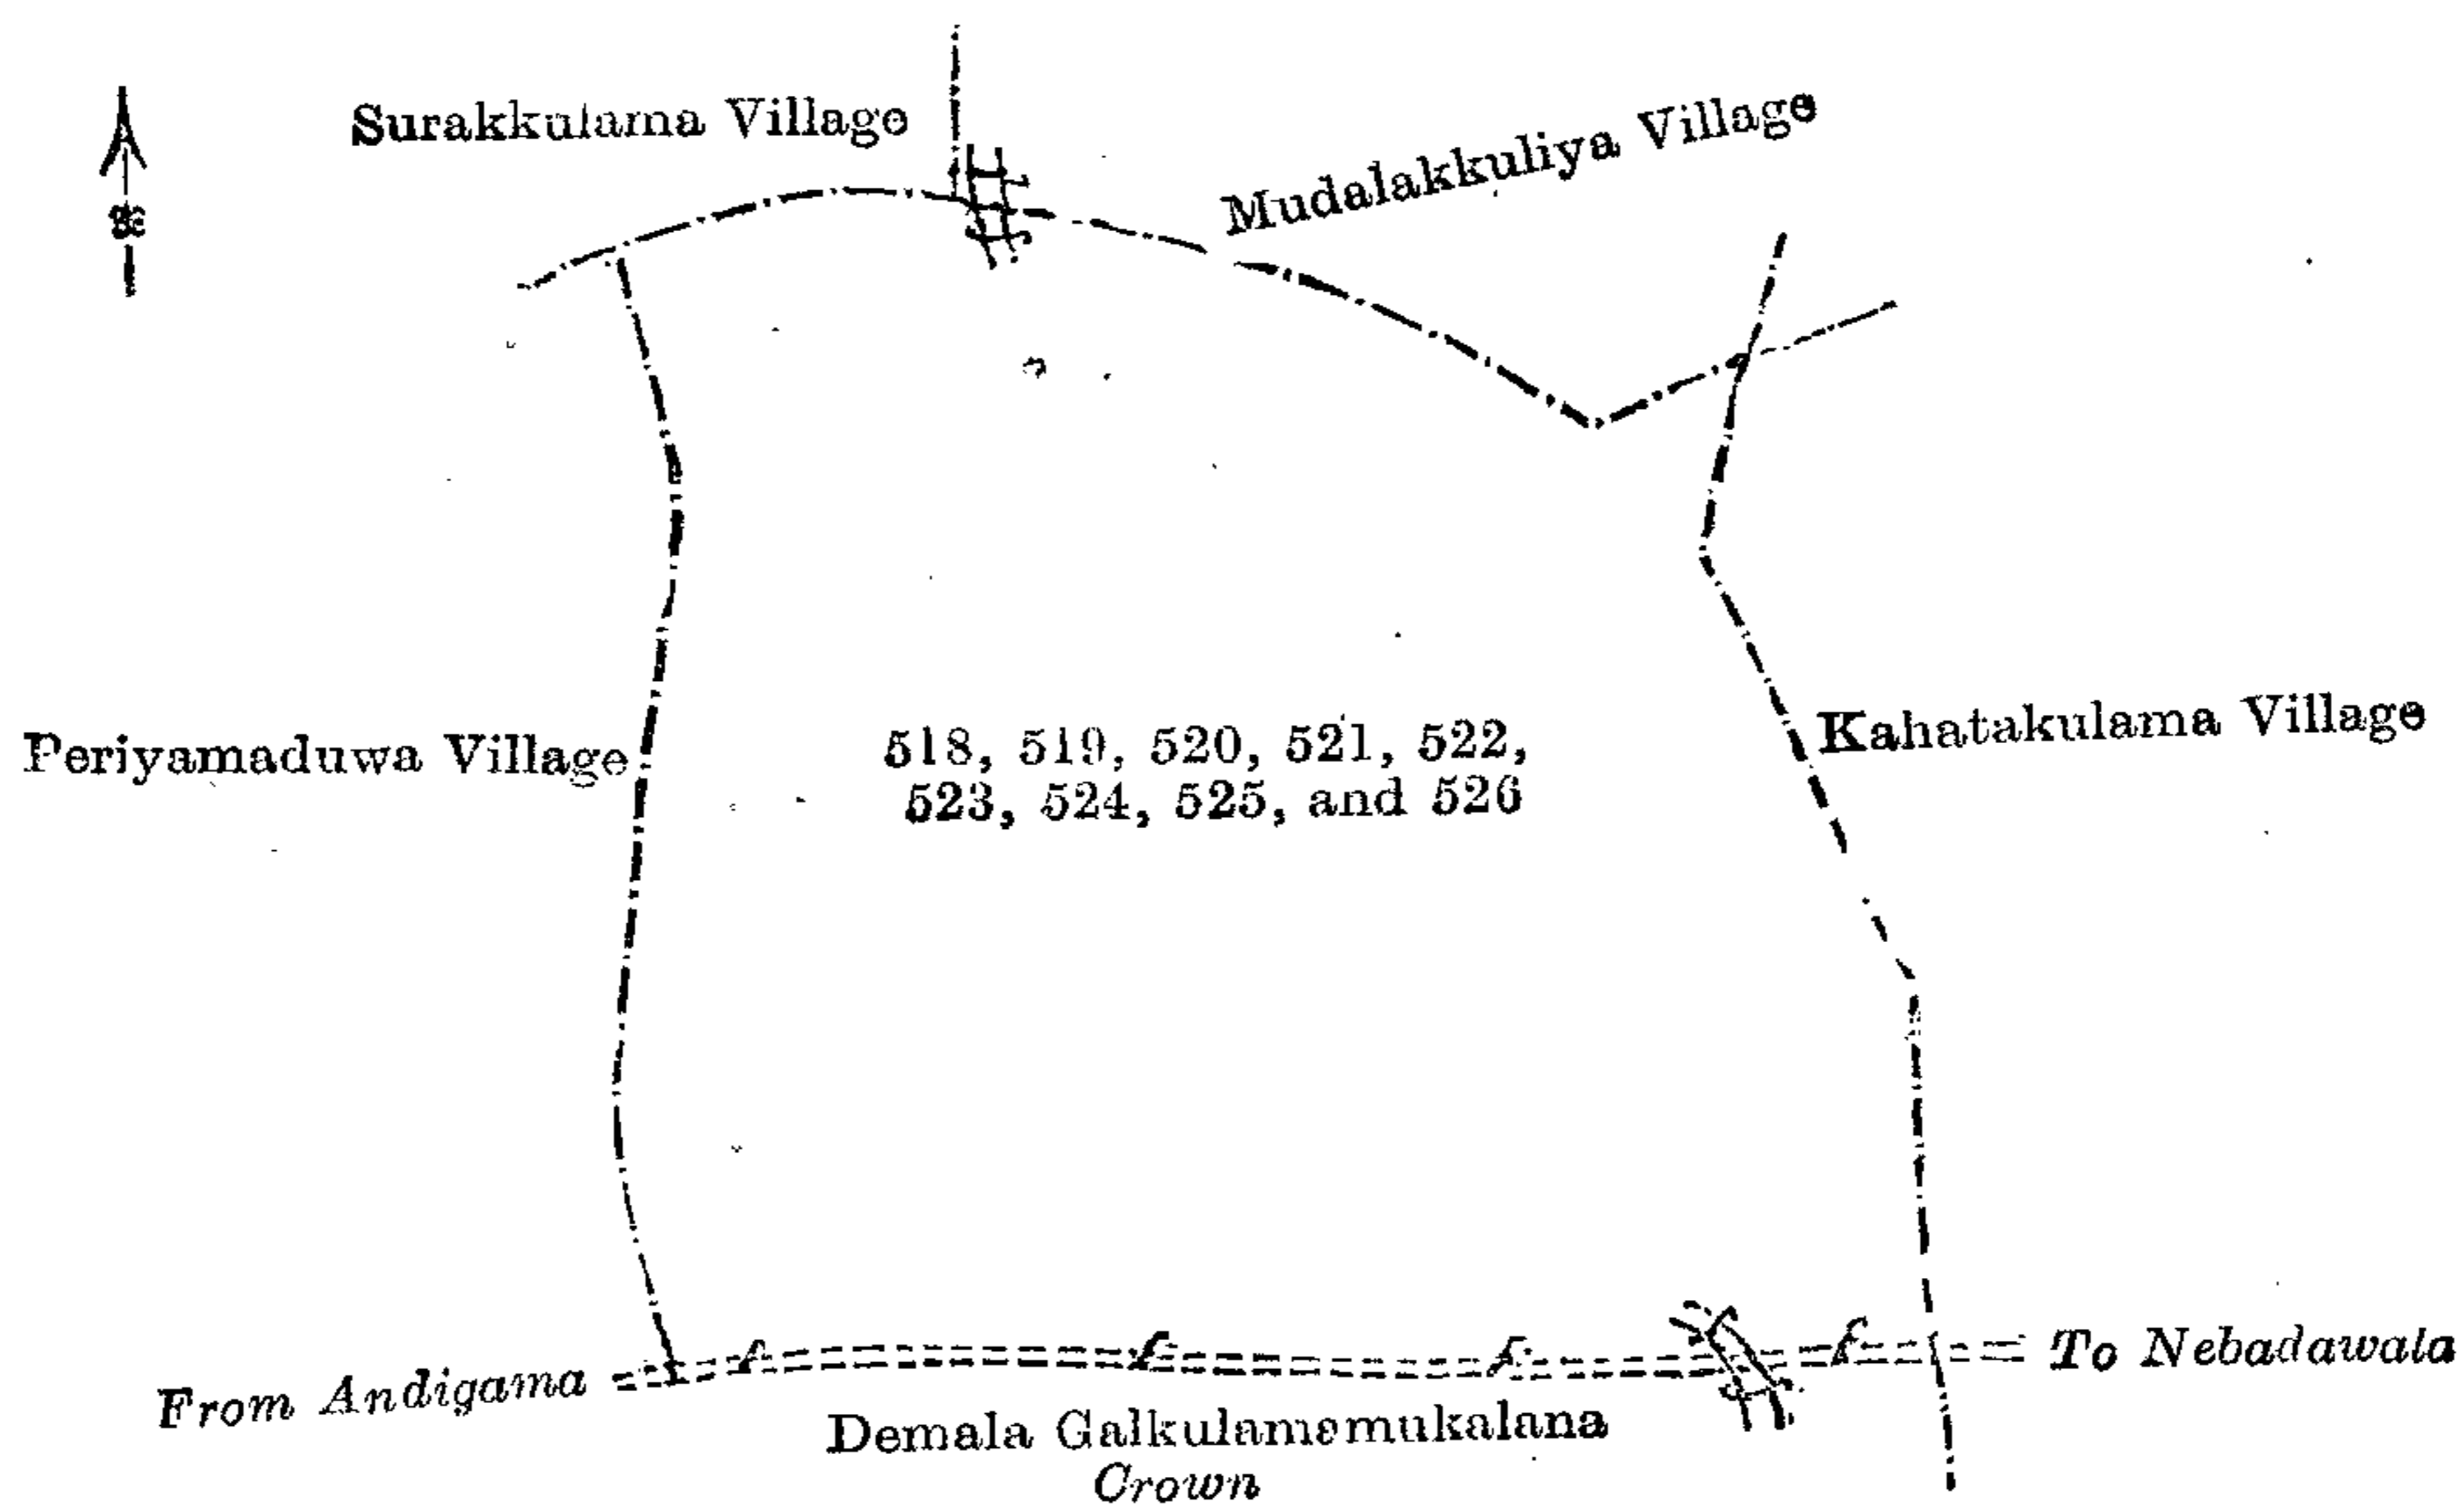 Surakkulama Village
Mudalakkuliya Village
Periyamaduwa Village
518, 519, 520, 521, 522,
523, 524, 525, and 526
Kahatakulama Village
From Andigama
To Nebadawala
Demala Galkulamemukalana
Crown